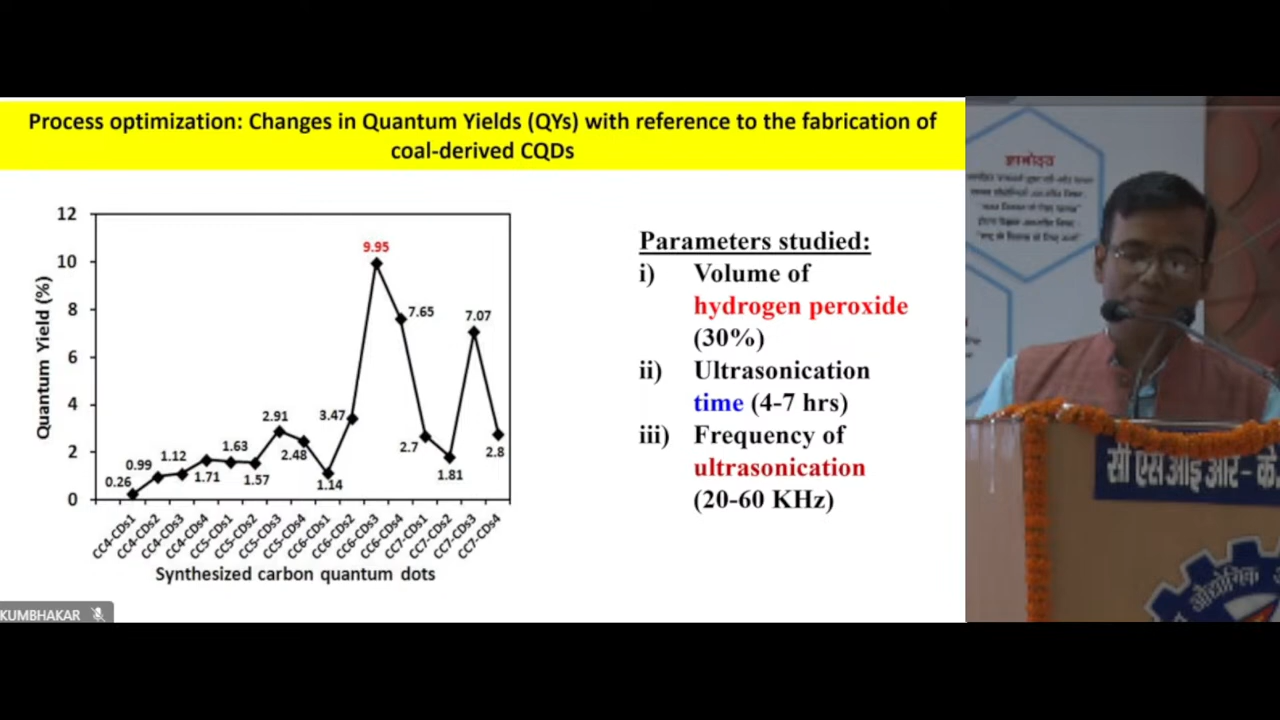 Process optimization: Changes in Quantum Yields (QYs) with reference to the fabrication of
coal-derived CQDs
Quantum Yield (%)
12
10
8
6
4
2
0
0.26
0.99
1.12
1.71
1.63
1.57
2.91
2.48
1.14
3.47
9.95
7.65
2.7
1.81
7.07
2.8
CC4-CDs1
CC4-CDs2
CC4-CDs3
CC4-CDs4
CC5-CDs1
CC5-CDs2
CC5-CDs3
CC5-CDs4
CC6-CDs1
CC6-CDs2
CC6-CDs3
CC6-CDs4
CC7-CDs1
CC7-CDs2
CC7-CDs3
CC7-CDs4
Synthesized carbon quantum dots
Parameters studied:
i) Volume of
hydrogen peroxide
(30%)
ii) Ultrasonication
time (4-7 hrs)
iii) Frequency of
ultrasonication
(20-60 KHz)
KUMBHAKAR
ज्ञानोदय
सी एस आइ आर - के.
औद्योगिक